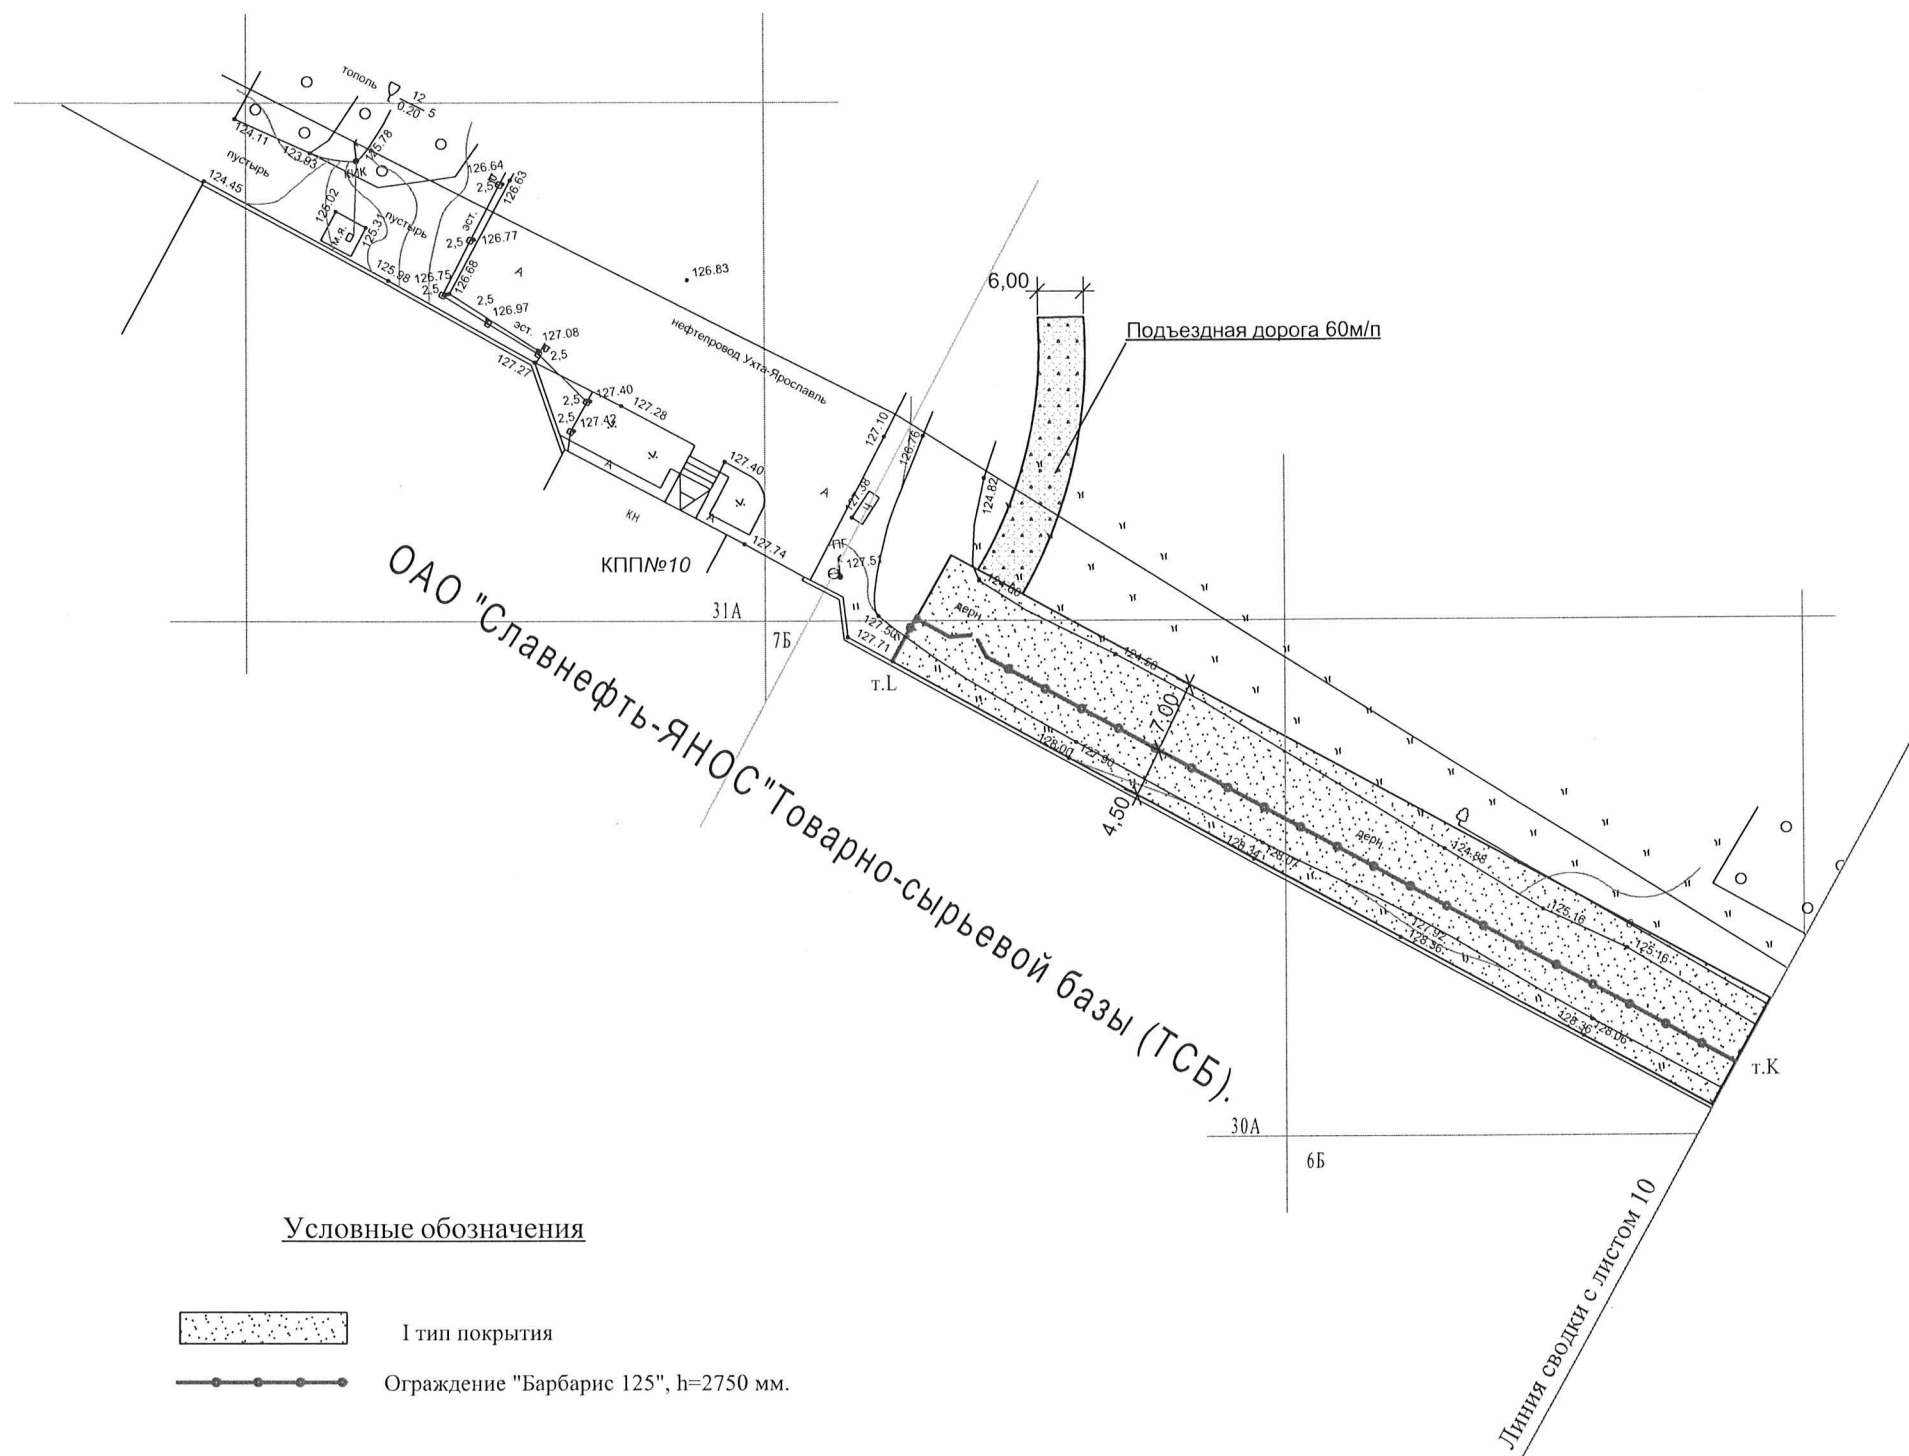 тополь
12
0.20
5
124.11
123.93
125.78
КИК
пустырь
124.45
126.64
2,5
126.63
125.02
М.Я.
125.31
пустырь
эст.
2,5
126.77
125.98
126.75
126.68
2,5
А
126.83
2,5
126.97
эст.
127.08
2,5
127.27
нефтепровод Ухта-Ярославль
6,00
Подъездная дорога 60м/п
2,5
127.40
127.28
2,5
127.42
А
127.40
127.10
126.76
А
127.38
Ц
124.82
КН
А
127.74
КПП№10
ПГ
127.51
ОАО "Славнефть-ЯНОС"Товарно-сырьевой базы (ТСБ).
31А
7Б
127.50
127.71
т.L
дерн
124.50
7,00
128.00
127.90
4,50
128.34
128.07
дерн
124.88
125.16
125.16
127.92
128.36
128.36
128.06
т.К
30А
6Б
Линия сводки с листом 10
Условные обозначения
I тип покрытия
Ограждение "Барбарис 125", h=2750 мм.